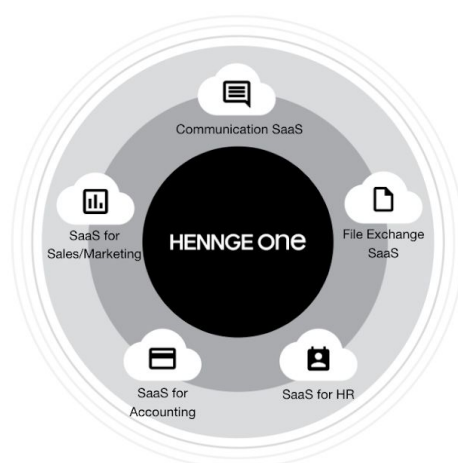 Communication SaaS
SaaS for
Sales/Marketing
HENNGE one
File Exchange
SaaS
SaaS for
Accounting
SaaS for HR